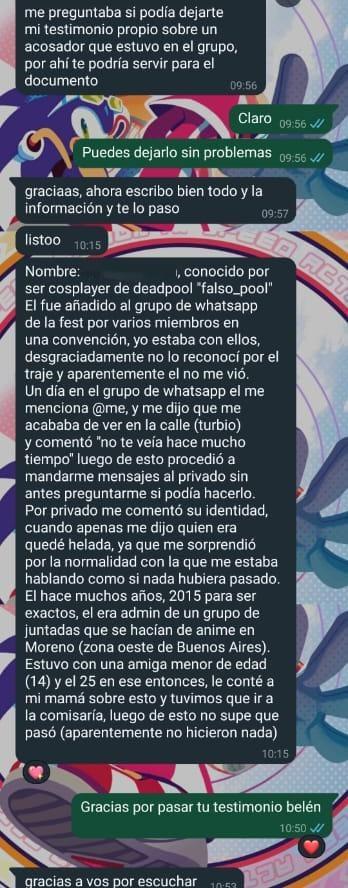 me preguntaba si podía dejarte
mi testimonio propio sobre un
acosador que estuvo en el grupo,
por ahí te podría servir para el
documento
09:56
Claro 09:56
Puedes dejarlo sin problemas 09:56
graciaas, ahora escribo bien todo y la
información y te lo paso
09:57
listoo 10:15
Nombre: , conocido por
ser cosplayer de deadpool "falso_pool"
El fue añadido al grupo de whatsapp
de la fest por varios miembros en
una convención, yo estaba con ellos,
desgraciadamente no lo reconocí por el
traje y aparentemente el no me vió.
Un día en el grupo de whatsapp el me
menciona @me, y me dijo que me
acababa de ver en la calle (turbio)
y comentó "no te veía hace mucho
tiempo" luego de esto procedió a
mandarme mensajes al privado sin
antes preguntarme si podía hacerlo.
Por privado me comentó su identidad,
cuando apenas me dijo quien era
quedé helada, ya que me sorprendió
por la normalidad con la que me estaba
hablando como si nada hubiera pasado.
El hace muchos años, 2015 para ser
exactos, el era admin de un grupo de
juntadas que se hacían de anime en
Moreno (zona oeste de Buenos Aires).
Estuvo con una amiga menor de edad
(14) y el 25 en ese entonces, le conté a
mi mamá sobre esto y tuvimos que ir a
la comisaría, luego de esto no supe que
pasó (aparentemente no hicieron nada)
10:15
Gracias por pasar tu testimonio belén
10:50
gracias a vos por escuchar 10:53